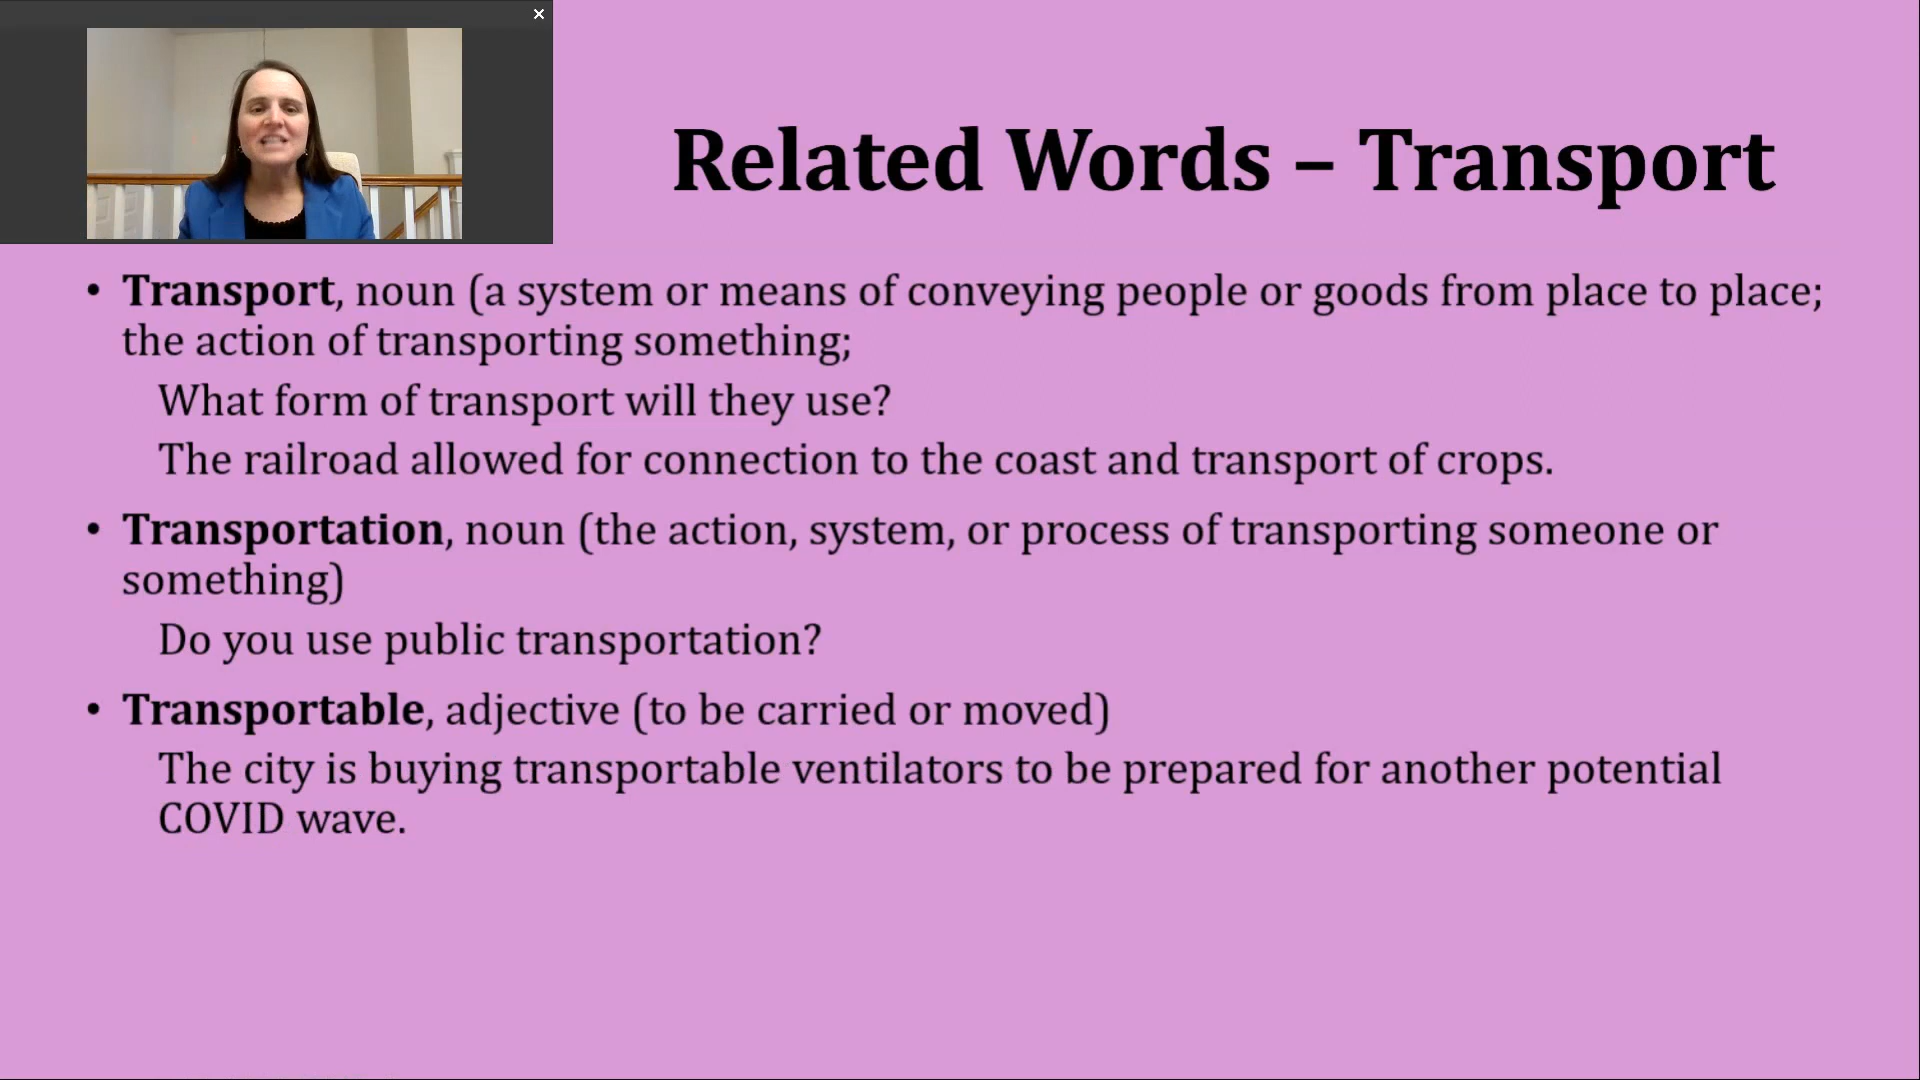 Related Words – Transport
• Transport, noun (a system or means of conveying people or goods from place to place;
the action of transporting something;
What form of transport will they use?
The railroad allowed for connection to the coast and transport of crops.
• Transportation, noun (the action, system, or process of transporting someone or
something)
Do you use public transportation?
• Transportable, adjective (to be carried or moved)
The city is buying transportable ventilators to be prepared for another potential
COVID wave.